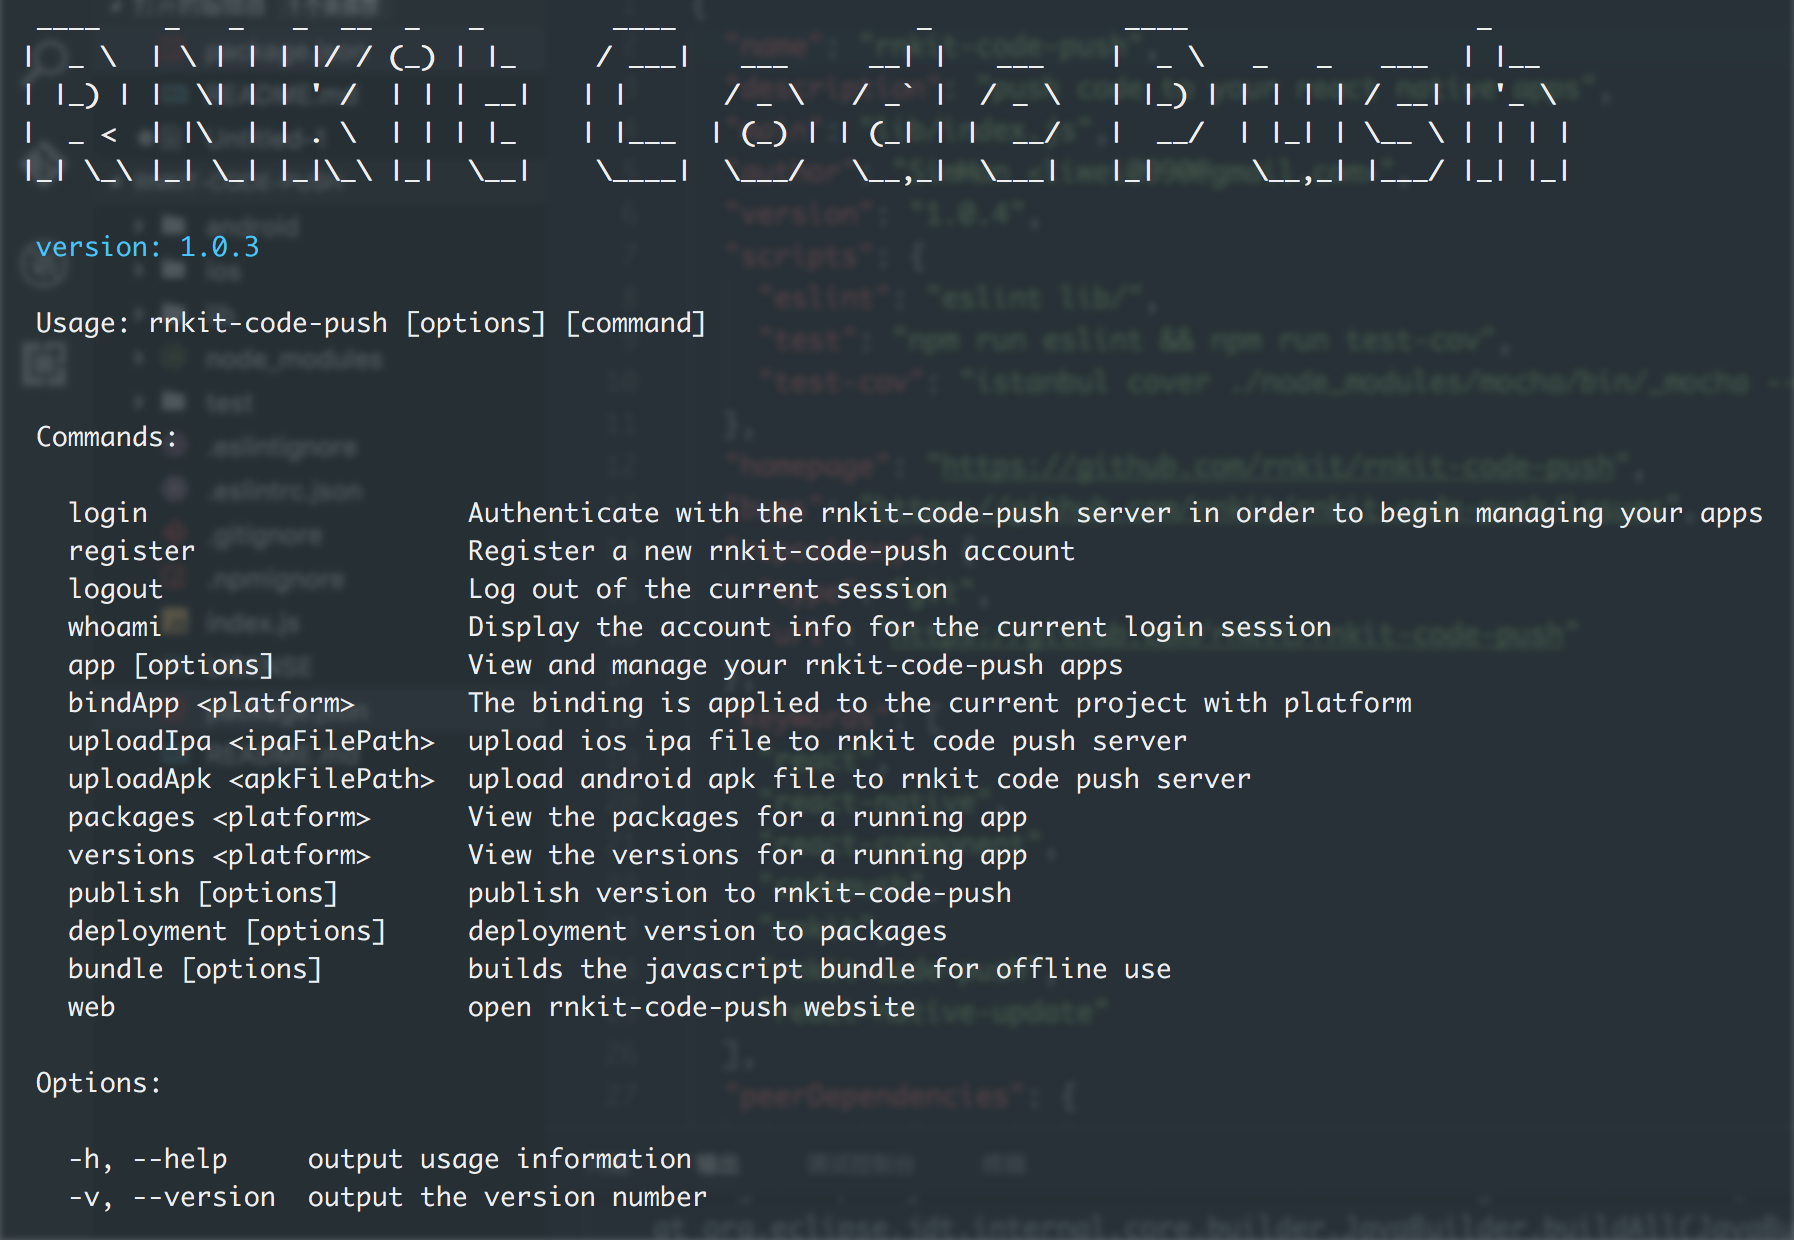 RNKit Code Push
version: 1.0.3
Usage: rnkit-code-push [options] [command]
Commands:
login Authenticate with the rnkit-code-push server in order to begin managing your apps
register Register a new rnkit-code-push account
logout Log out of the current session
whoami Display the account info for the current login session
app [options] View and manage your rnkit-code-push apps
bindApp <platform> The binding is applied to the current project with platform
uploadIpa <ipaFilePath> upload ios ipa file to rnkit code push server
uploadApk <apkFilePath> upload android apk file to rnkit code push server
packages <platform> View the packages for a running app
versions <platform> View the versions for a running app
publish [options] publish version to rnkit-code-push
deployment [options] deployment version to packages
bundle [options] builds the javascript bundle for offline use
web open rnkit-code-push website
Options:
-h, --help output usage information
-v, --version output the version number